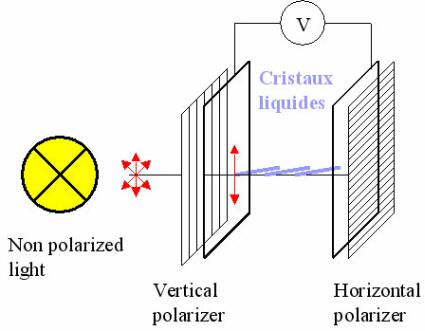 V
Cristaux
liquides
Non polarized
light
Vertical
polarizer
Horizontal
polarizer